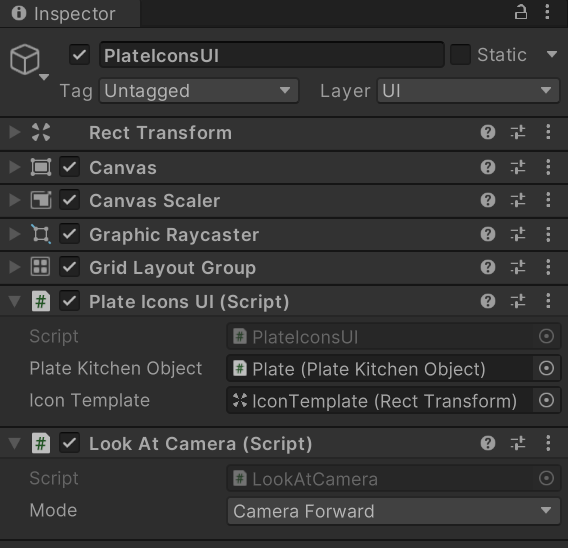 Inspector
PlateIconsUI
Static
Tag Untagged Layer UI
Rect Transform
Canvas
Canvas Scaler
Graphic Raycaster
Grid Layout Group
# Plate Icons UI (Script)
Script # PlateIconsUI
Plate Kitchen Object # Plate (Plate Kitchen Object)
Icon Template IconTemplate (Rect Transform)
# Look At Camera (Script)
Script # LookAtCamera
Mode Camera Forward